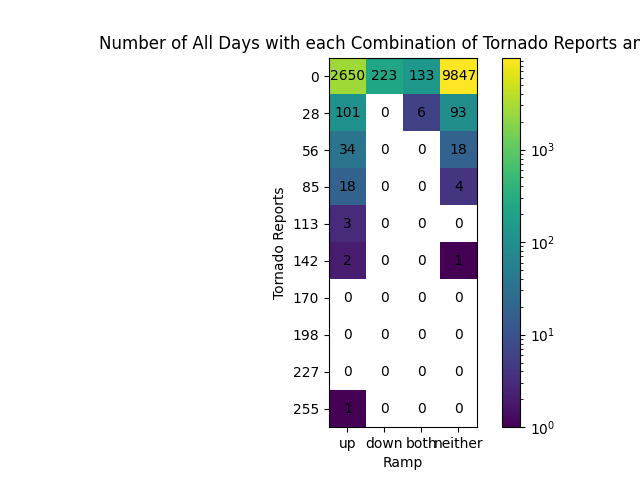 Number of All Days with each Combination of Tornado Reports
0 2650 223 133 9847
28 101 0 6 93
56 34 0 0 18
85 18 0 0 4
113 3 0 0 0
142 2 0 0 1
170 0 0 0 0
198 0 0 0 0
227 0 0 0 0
255 1 0 0 0
up down both neither
Ramp
Tornado Reports
10³
10²
10¹
10⁰